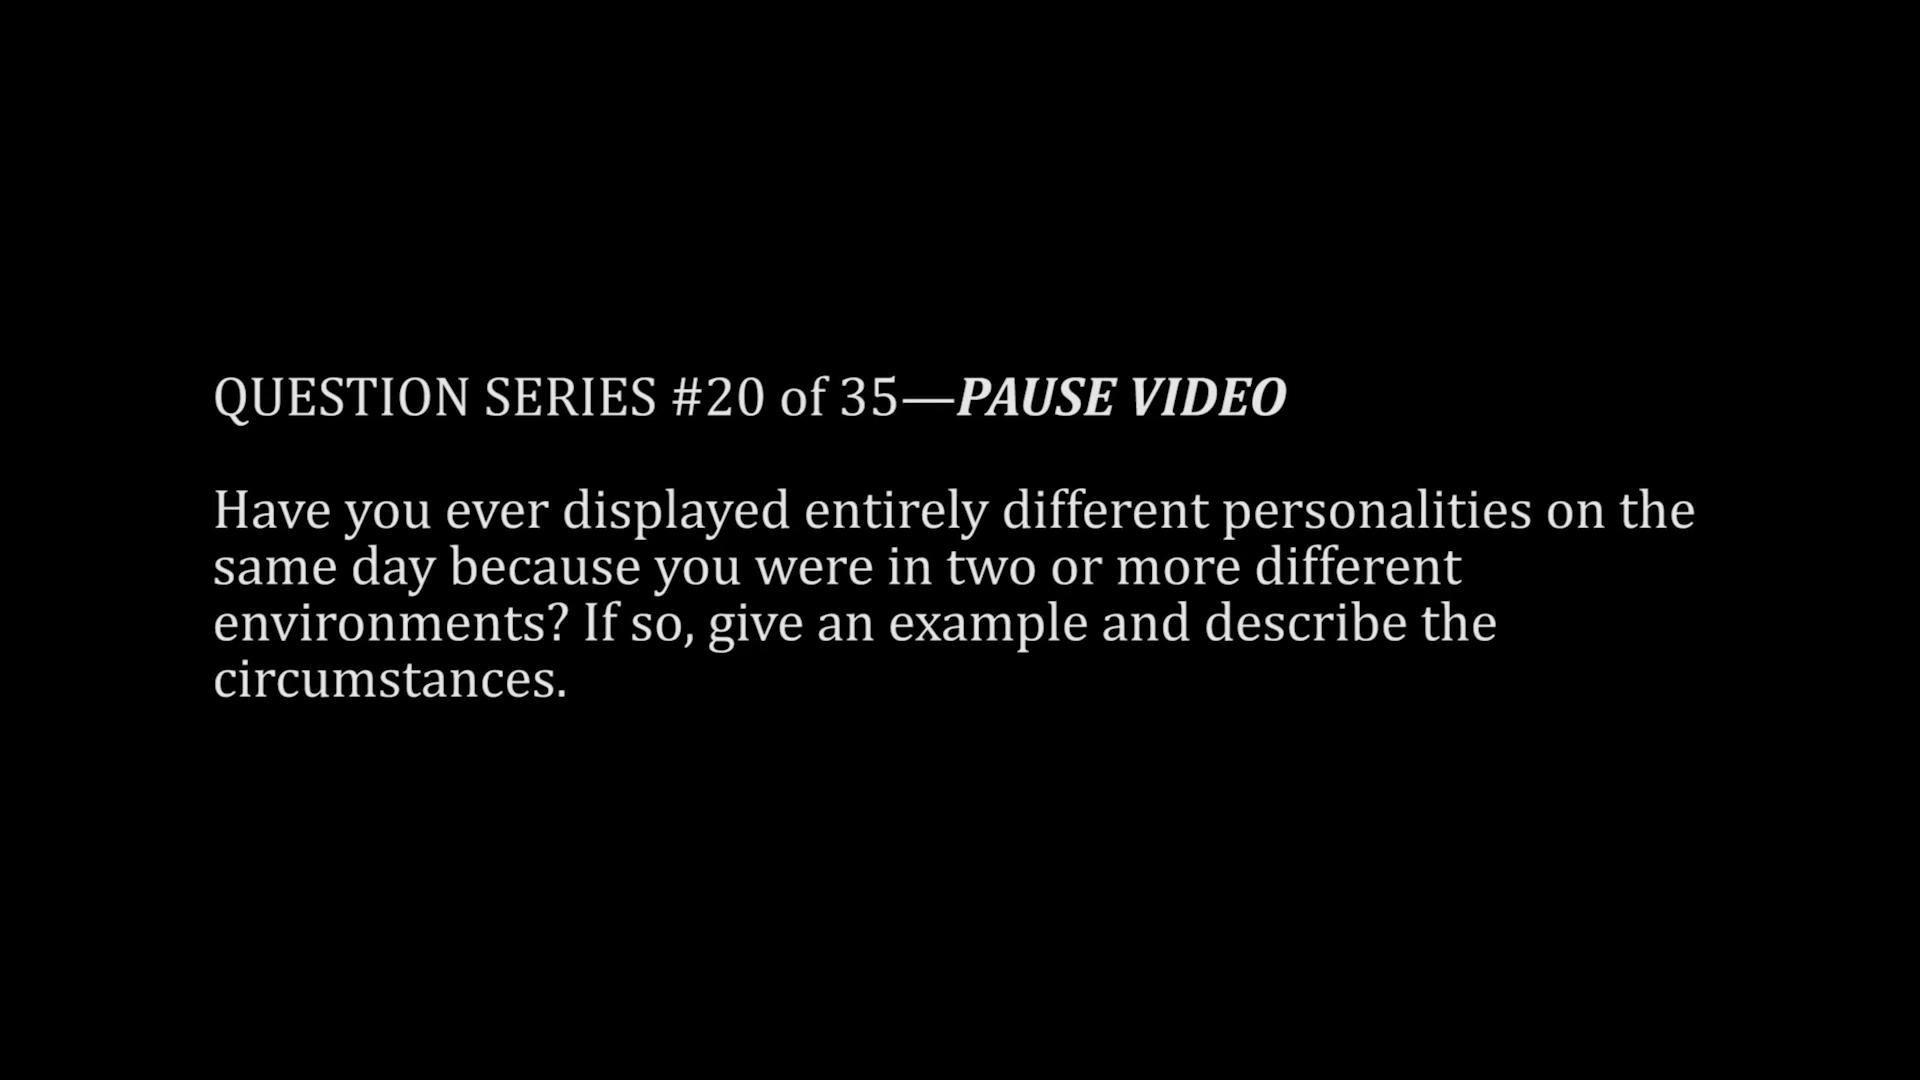 QUESTION SERIES #20 of 35—PAUSE VIDEO
Have you ever displayed entirely different personalities on the
same day because you were in two or more different
environments? If so, give an example and describe the
circumstances.